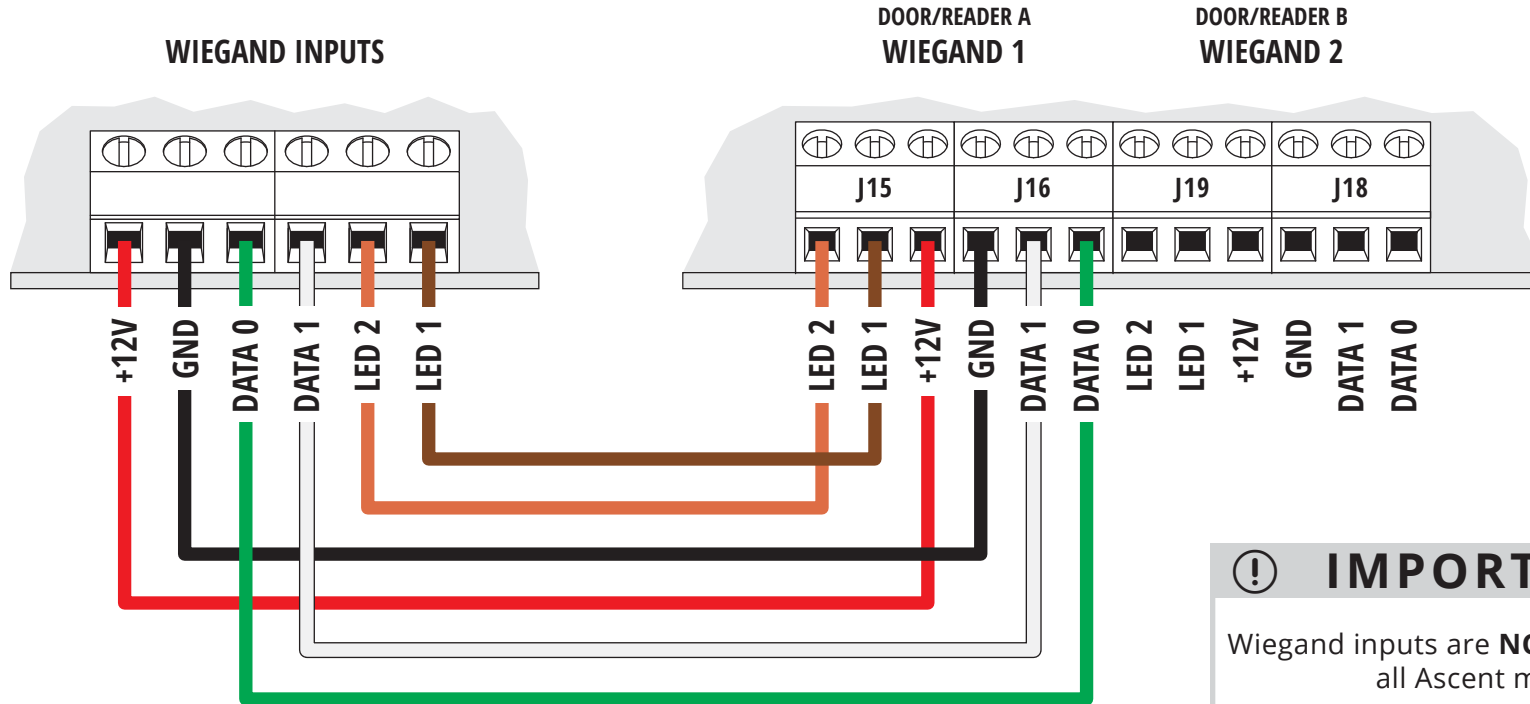 WIEGAND INPUTS
DOOR/READER A
WIEGAND 1
DOOR/READER B
WIEGAND 2
J15
J16
J19
J18
+12V
GND
DATA 0
DATA 1
LED 2
LED 1
LED 2
LED 1
+12V
GND
DATA 1
DATA 0
LED 2
LED 1
+12V
GND
DATA 1
DATA 0
Wiegand inputs are
all Ascent